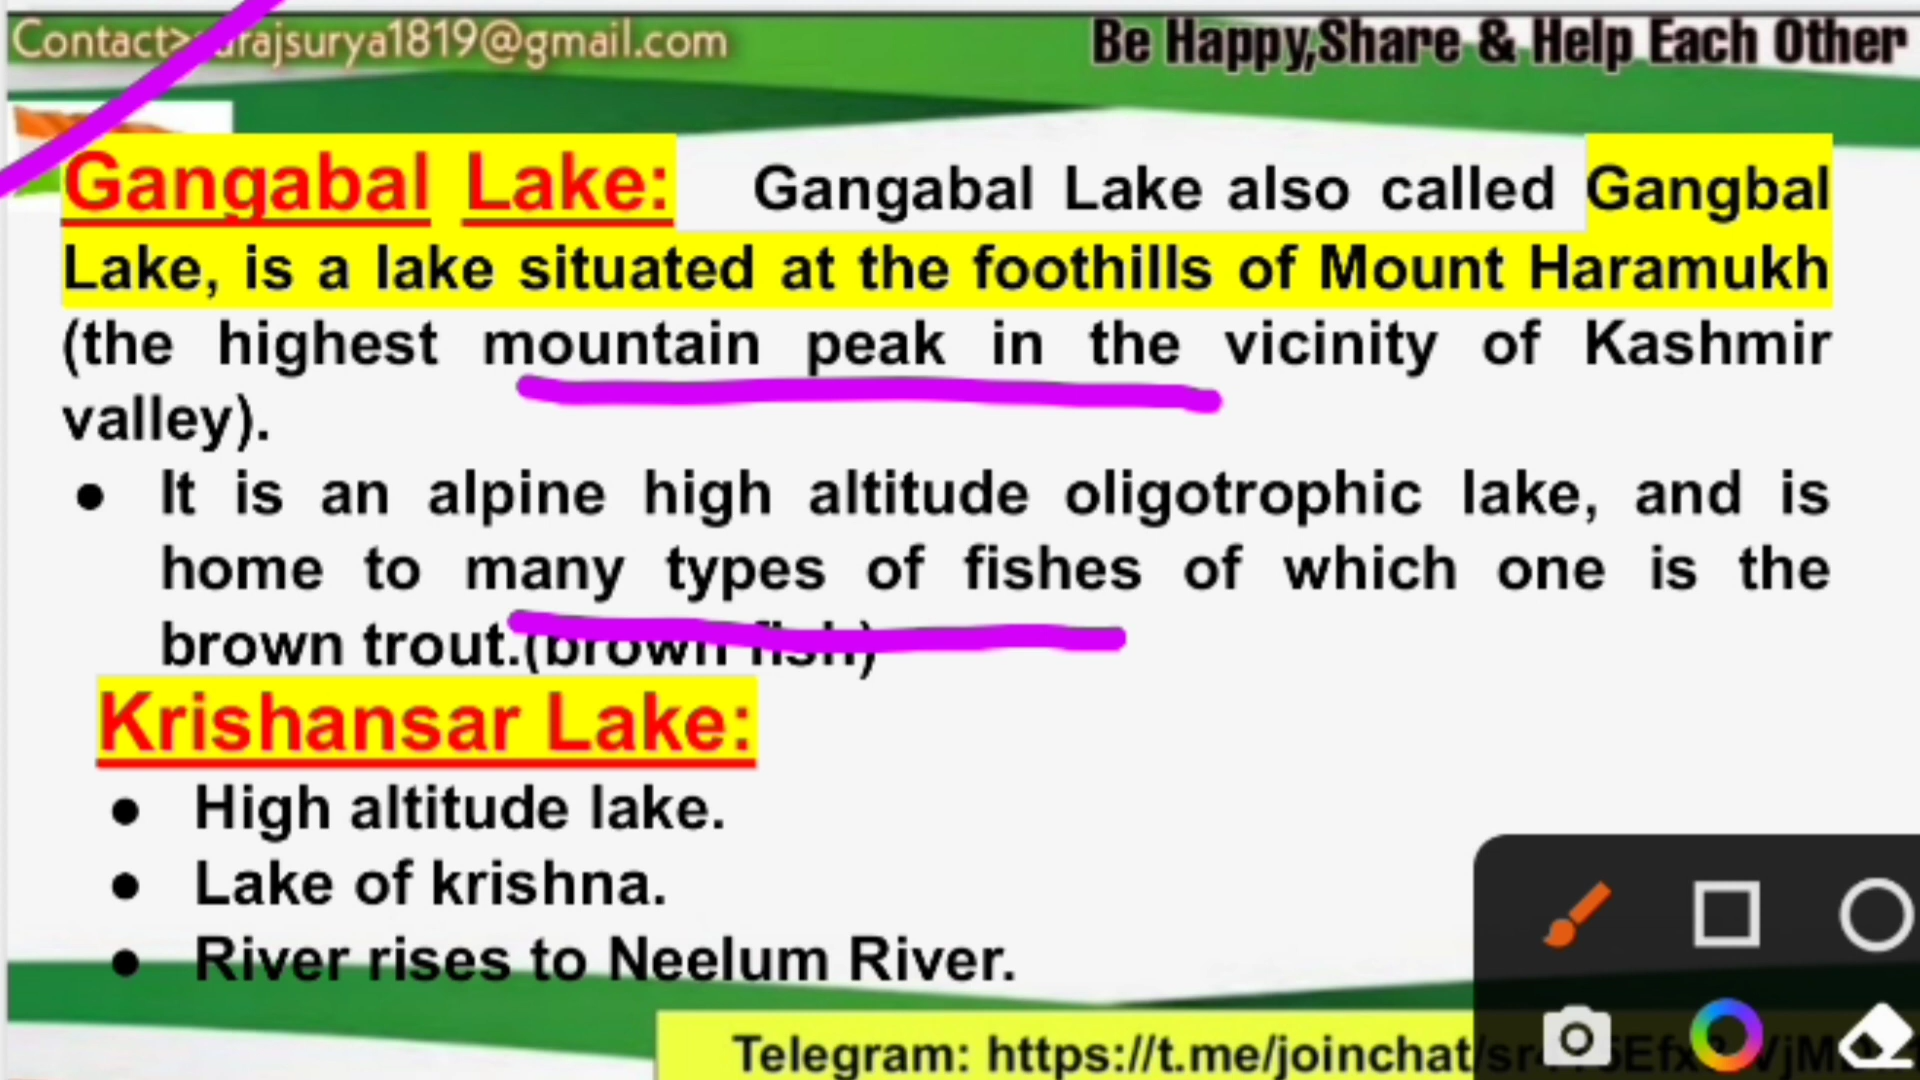 Contact> urajsurya1819@gmail.com
Be Happy,Share & Help Each Other
Gangabal Lake: Gangabal Lake also called Gangbal
Lake, is a lake situated at the foothills of Mount Haramukh
(the highest mountain peak in the vicinity of Kashmir
valley).
● It is an alpine high altitude oligotrophic lake, and is
home to many types of fishes of which one is the
brown trout.(brown fish)
Krishansar Lake:
● High altitude lake.
● Lake of krishna.
● River rises to Neelum River.
Telegram: https://t.me/joinchat/